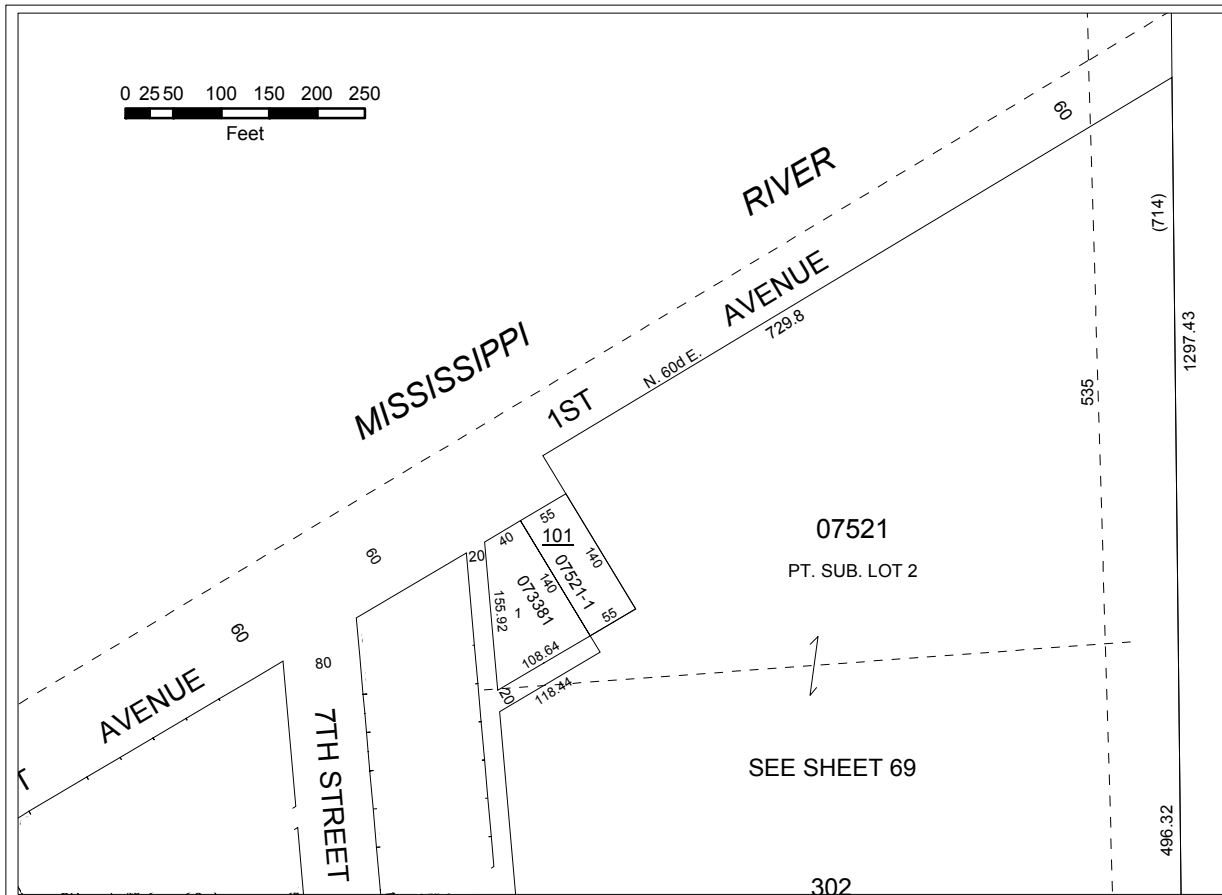 0 25 50 100 150 200 250
Feet
60
RIVER
(714)
AVENUE
729.8
1297.43
MISSISSIPPI
N. 60d E.
535
1ST
55
101
40
07521
60
20
140
07521-1
PT. SUB. LOT 2
140
073381
155.92
1
55
60
108.64
80
20
118.44
AVENUE
7TH STREET
SEE SHEET 69
T
496.32
302